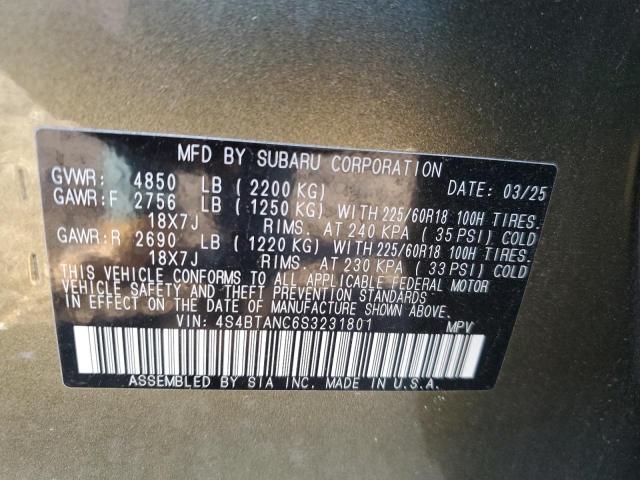 MFD BY SUBARU CORPORATION
GVWR: 4850 LB ( 2200 KG) DATE: 03/25
GAWR:F 2756 LB ( 1250 KG) WITH 225/60R18 100H TIRES.
18X7J RIMS. AT 240 KPA ( 35 PSI) COLD
GAWR:R 2690 LB ( 1220 KG) WITH 225/60R18 100H TIRES.
18X7J RIMS. AT 230 KPA ( 33 PSI) COLD
THIS VEHICLE CONFORMS TO ALL APPLICABLE FEDERAL MOTOR
VEHICLE SAFETY, THEFT PREVENTION STANDARDS
IN EFFECT ON THE DATE OF MANUFACTURE SHOWN ABOVE.
VIN: 4S4BTANC6S3231801 MPV
ASSEMBLED BY SIA INC. MADE IN U.S.A.